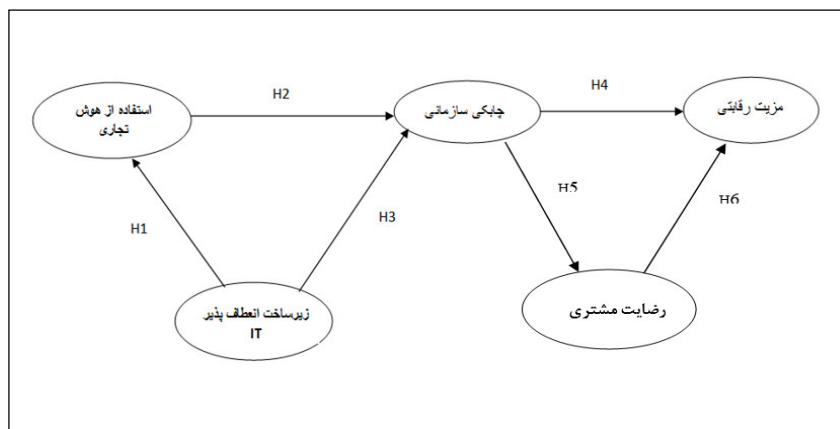 H2
H4
استفاده از هوش
تجاری
چابکی سازمانی
مزیت رقابتی
H1
H3
H5
H6
زیرساخت انعطاف پذیر
IT
رضایت مشتری